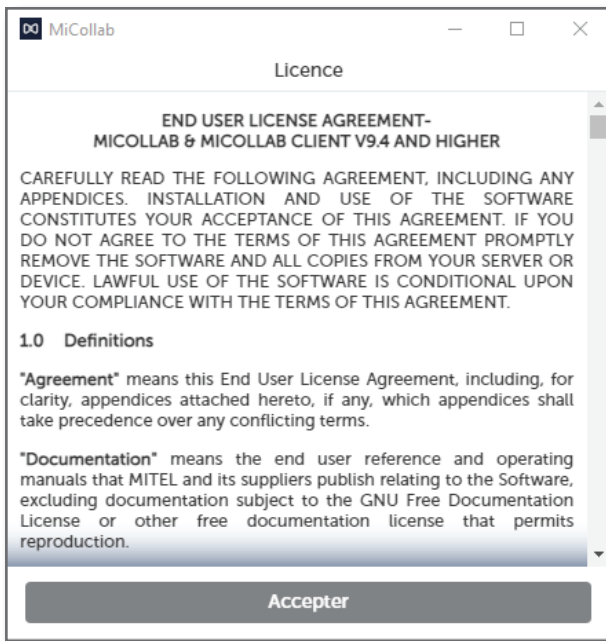 MiCollab
Licence
END USER LICENSE AGREEMENT-
MICOLLAB & MICOLLAB CLIENT V9.4 AND HIGHER
CAREFULLY READ THE FOLLOWING AGREEMENT, INCLUDING ANY
APPENDICES. INSTALLATION AND USE OF THE SOFTWARE
CONSTITUTES YOUR ACCEPTANCE OF THIS AGREEMENT. IF YOU
DO NOT AGREE TO THE TERMS OF THIS AGREEMENT PROMPTLY
REMOVE THE SOFTWARE AND ALL COPIES FROM YOUR SERVER OR
DEVICE. LAWFUL USE OF THE SOFTWARE IS CONDITIONAL UPON
YOUR COMPLIANCE WITH THE TERMS OF THIS AGREEMENT.
1.0 Definitions
"Agreement" means this End User License Agreement, including, for
clarity, appendices attached hereto, if any, which appendices shall
take precedence over any conflicting terms.
"Documentation" means the end user reference and operating
manuals that MITEL and its suppliers publish relating to the Software,
excluding documentation subject to the GNU Free Documentation
License or other free documentation license that permits
reproduction.
Accepter